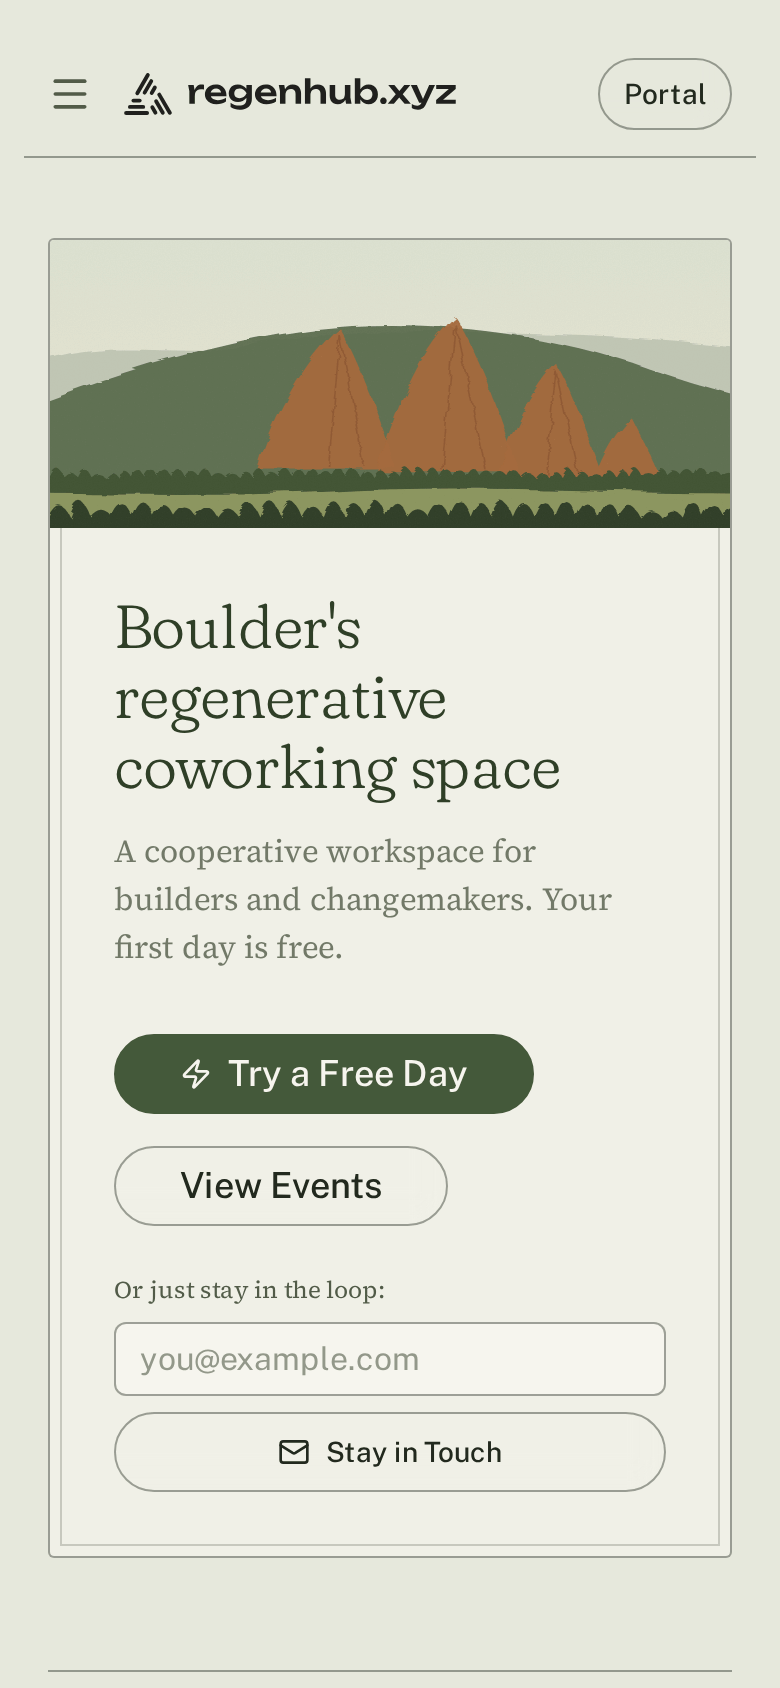 regenhub.xyz
Portal
Boulder's
regenerative
coworking space
A cooperative workspace for
builders and changemakers. Your
first day is free.
Try a Free Day
View Events
Or just stay in the loop:
you@example.com
Stay in Touch